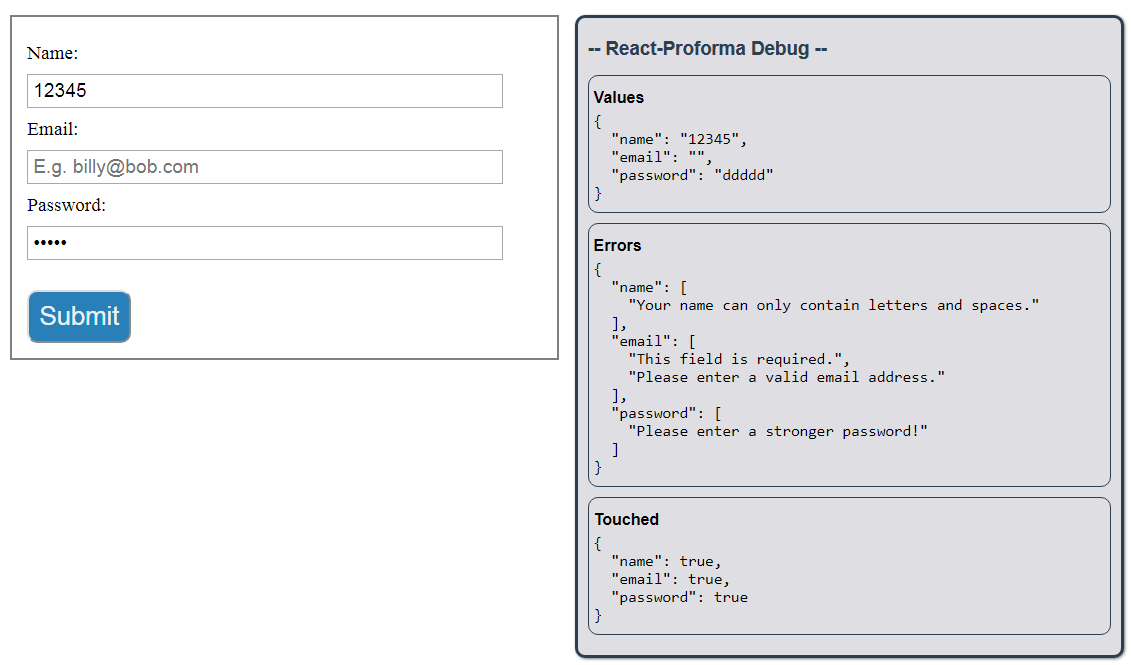 Name:
12345
Email:
E.g. billy@bob.com
Password:
•••••
Submit
-- React-Proforma Debug --
Values
{
  "name": "12345",
  "email": "",
  "password": "ddddd"
}
Errors
{
  "name": [
    "Your name can only contain letters and spaces."
  ],
  "email": [
    "This field is required.",
    "Please enter a valid email address."
  ],
  "password": [
    "Please enter a stronger password!"
  ]
}
Touched
{
  "name": true,
  "email": true,
  "password": true
}